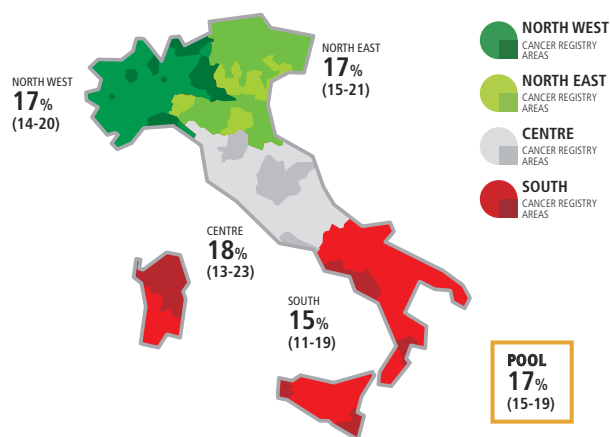 NORTH WEST
17%
(14-20)
NORTH EAST
17%
(15-21)
CENTRE
18%
(13-23)
SOUTH
15%
(11-19)
NORTH WEST
CANCER REGISTRY
AREAS
NORTH EAST
CANCER REGISTRY
AREAS
CENTRE
CANCER REGISTRY
AREAS
SOUTH
CANCER REGISTRY
AREAS
POOL
17%
(15-19)